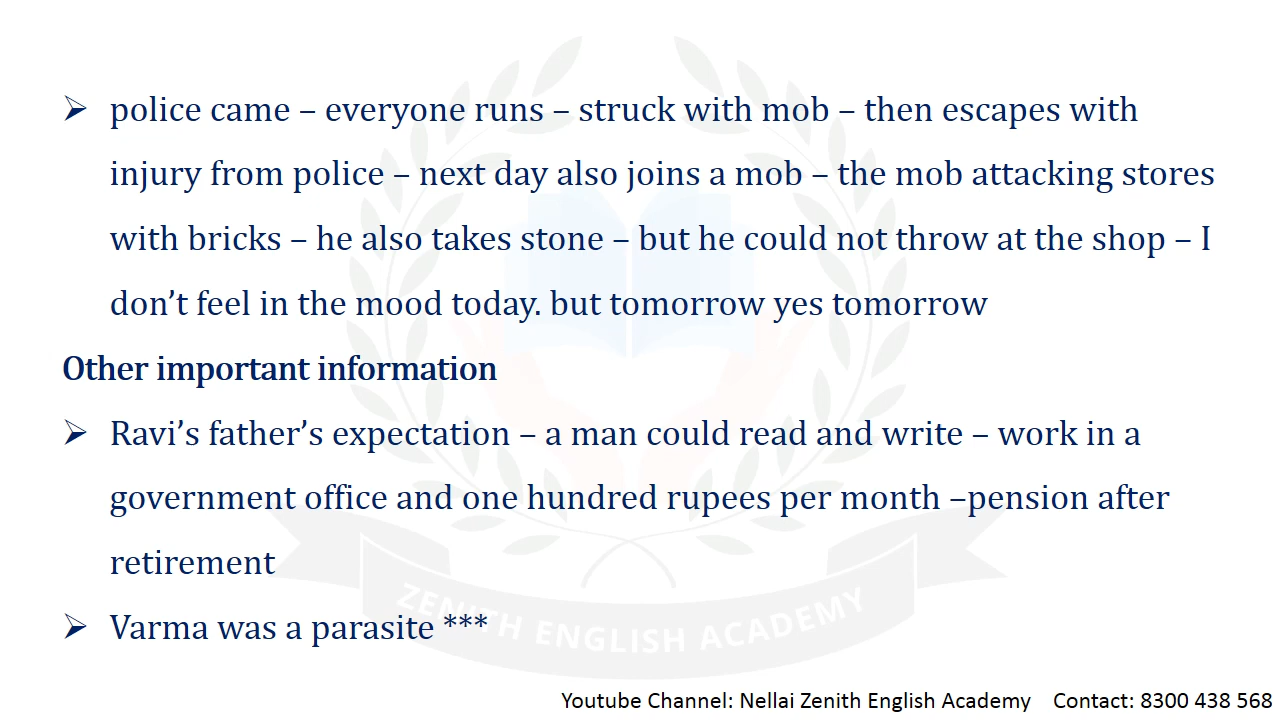 ➢ police came – everyone runs – struck with mob – then escapes with
injury from police – next day also joins a mob – the mob attacking stores
with bricks – he also takes stone – but he could not throw at the shop – I
don’t feel in the mood today. but tomorrow yes tomorrow
Other important information
➢ Ravi’s father’s expectation – a man could read and write – work in a
government office and one hundred rupees per month –pension after
retirement
➢ Varma was a parasite ***
ZENITH ENGLISH ACADEMY
Youtube Channel: Nellai Zenith English Academy Contact: 8300 438 568